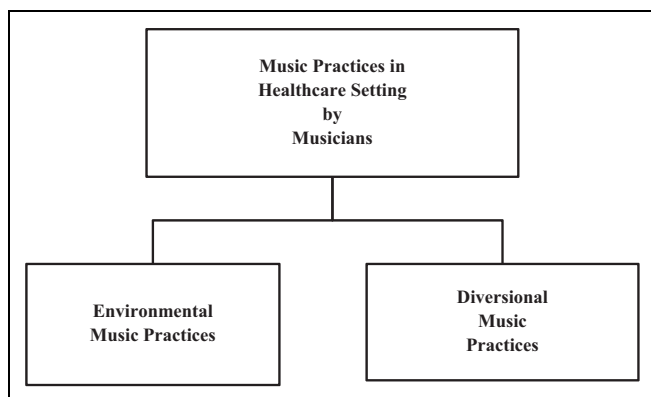 Music Practices in
Healthcare Setting
by
Musicians
Environmental
Music Practices
Diversional
Music
Practices